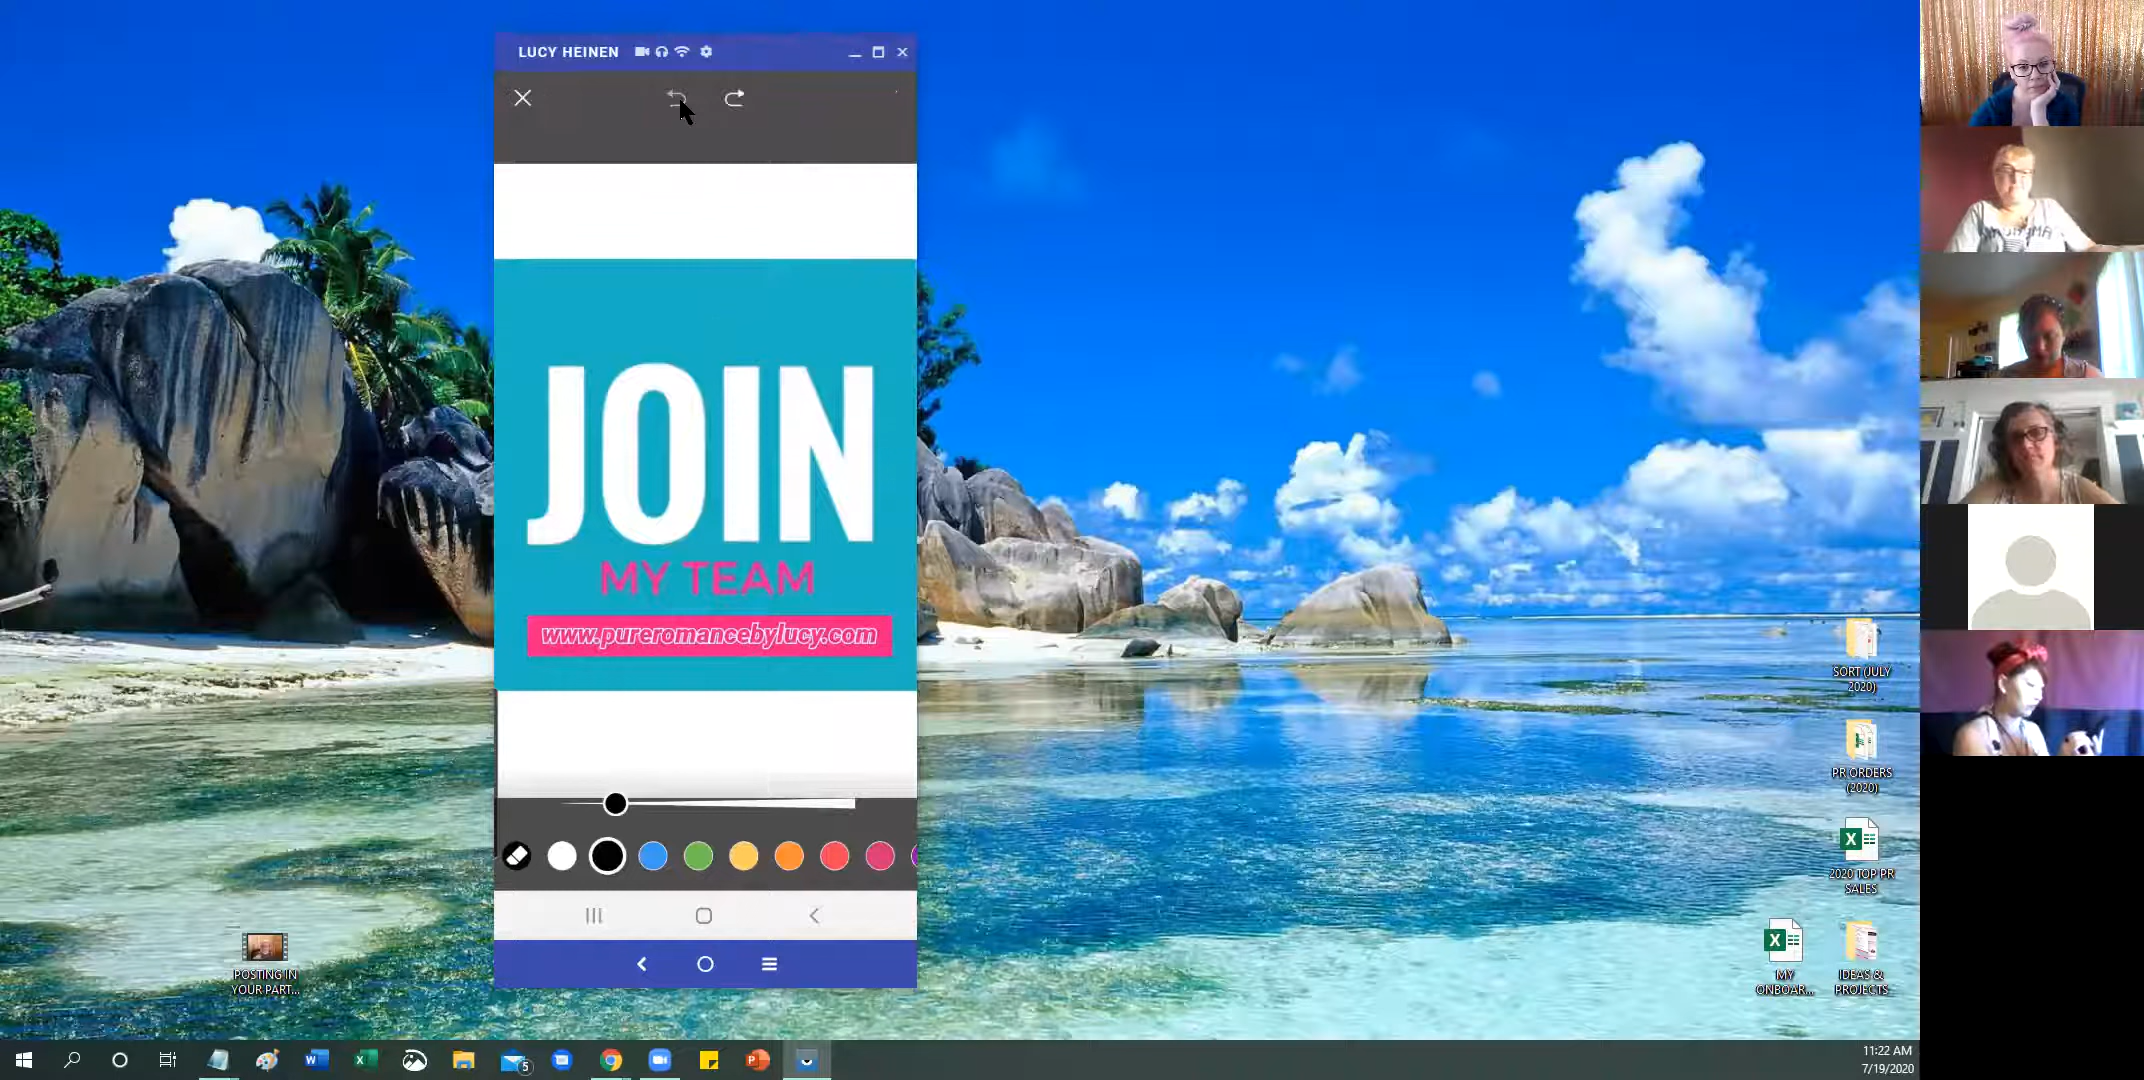 LUCY HEINEN
JOIN
MY TEAM
www.pureromancebylucy.com
SORT (JULY
2020)
PR ORDERS
(2020)
2020 TOP PR
SALES
MY
ONBOAR...
IDEAS &
PROJECTS
POSTING IN
YOUR PART...
5
11:22 AM
7/19/2020